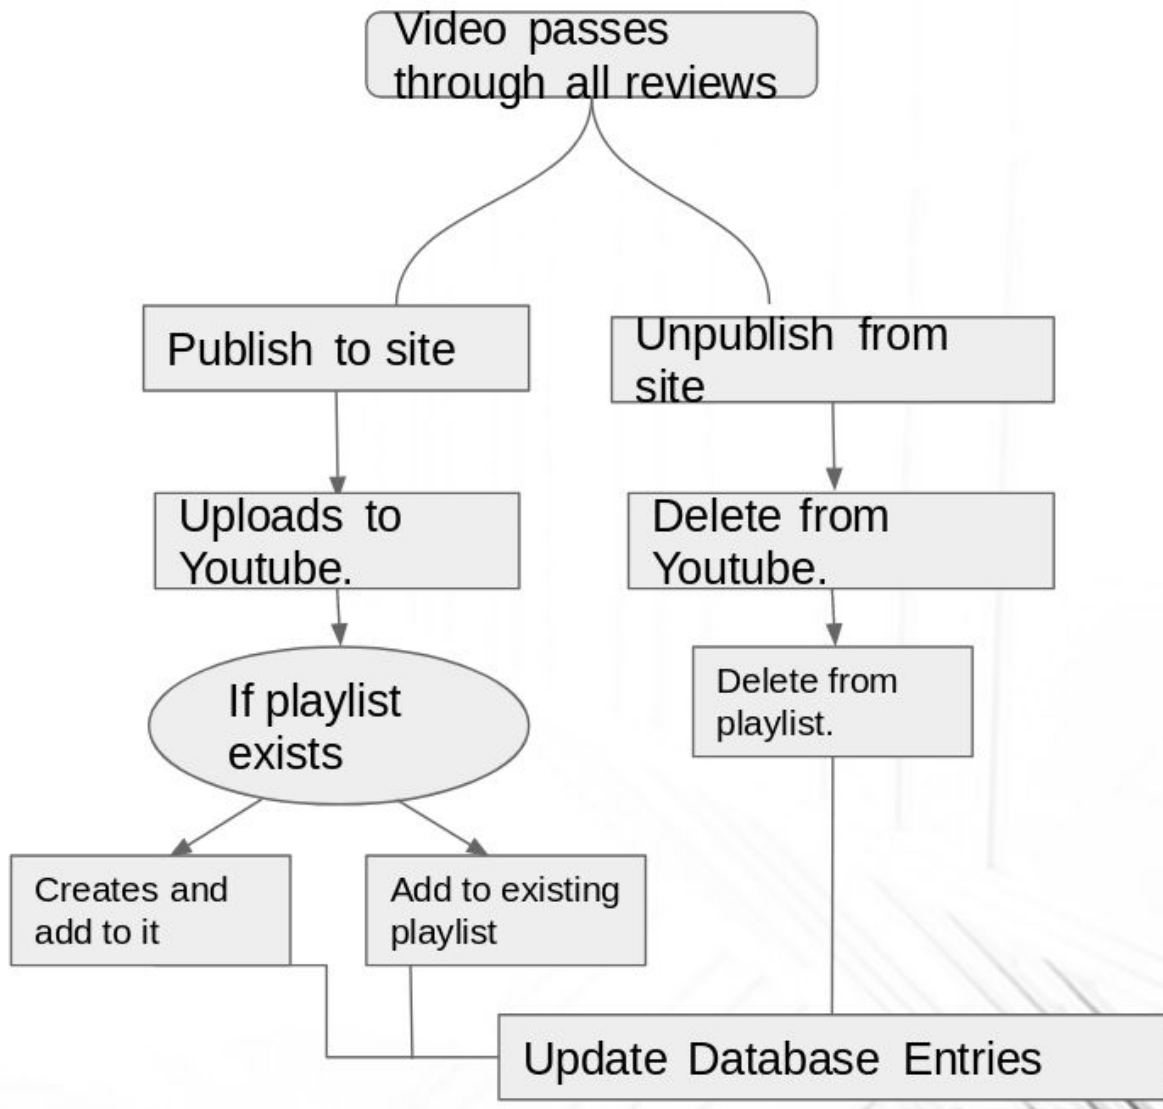 Video passes
through all reviews
Publish to site
Unpublish from
site
Uploads to
Youtube.
Delete from
Youtube.
If playlist
exists
Delete from
playlist.
Creates and
add to it
Add to existing
playlist
Update Database Entries